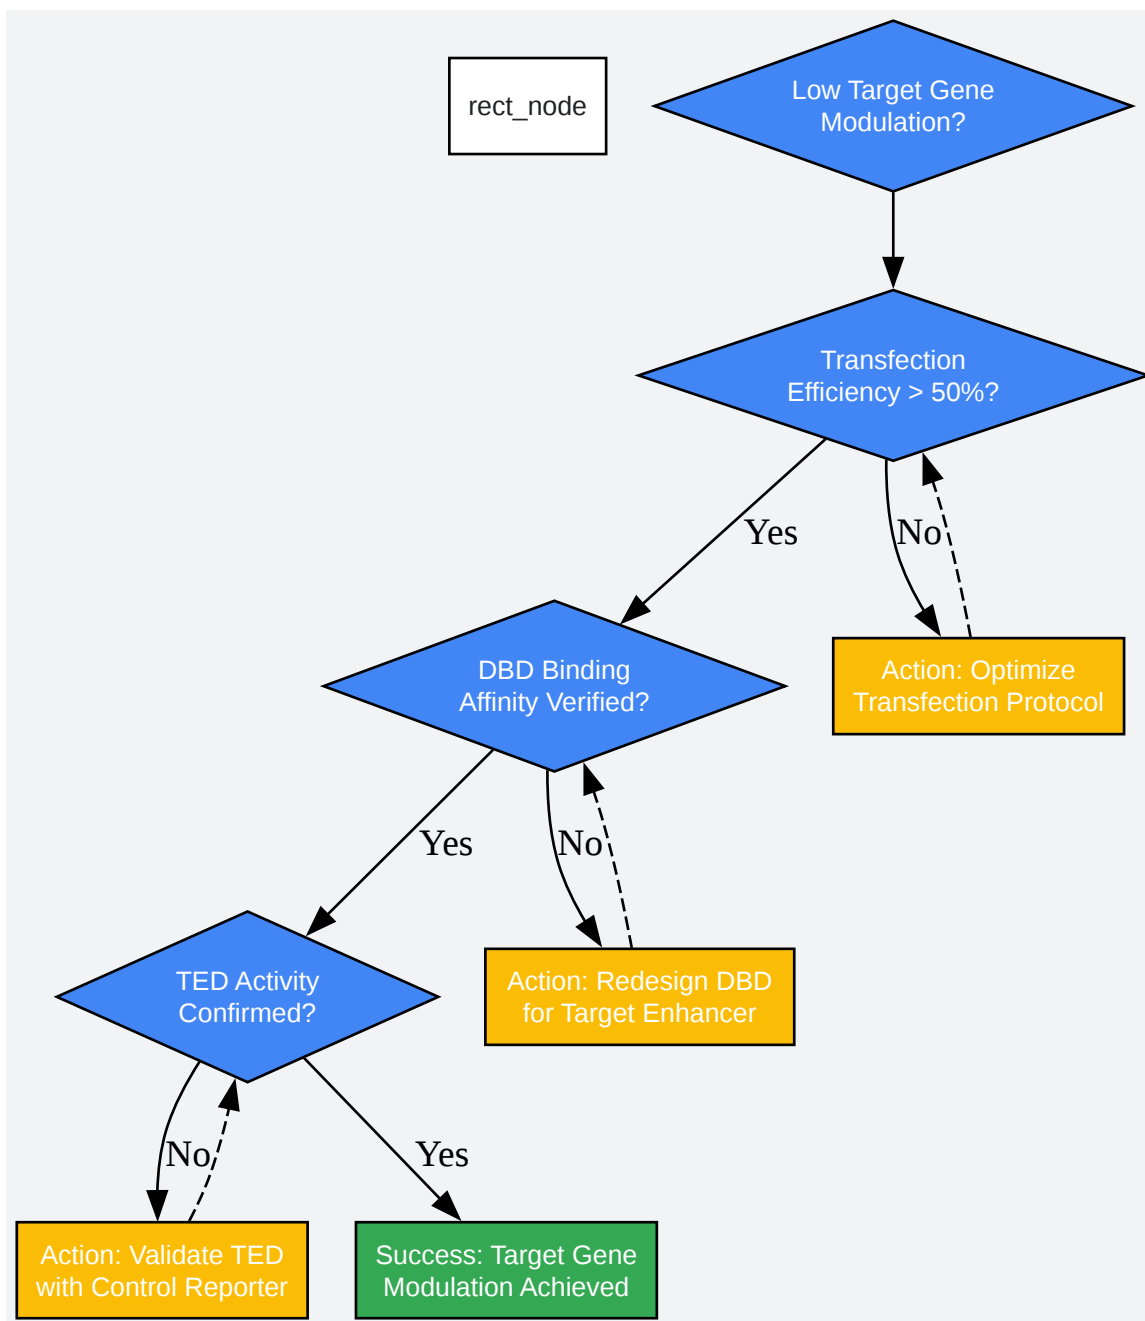 rect_node
Low Target Gene
Modulation?
Transfection
Efficiency > 50%?
Yes
No
DBD Binding
Affinity Verified?
Action: Optimize
Transfection Protocol
Yes
No
TED Activity
Confirmed?
Action: Redesign DBD
for Target Enhancer
No
Yes
Action: Validate TED
with Control Reporter
Success: Target Gene
Modulation Achieved